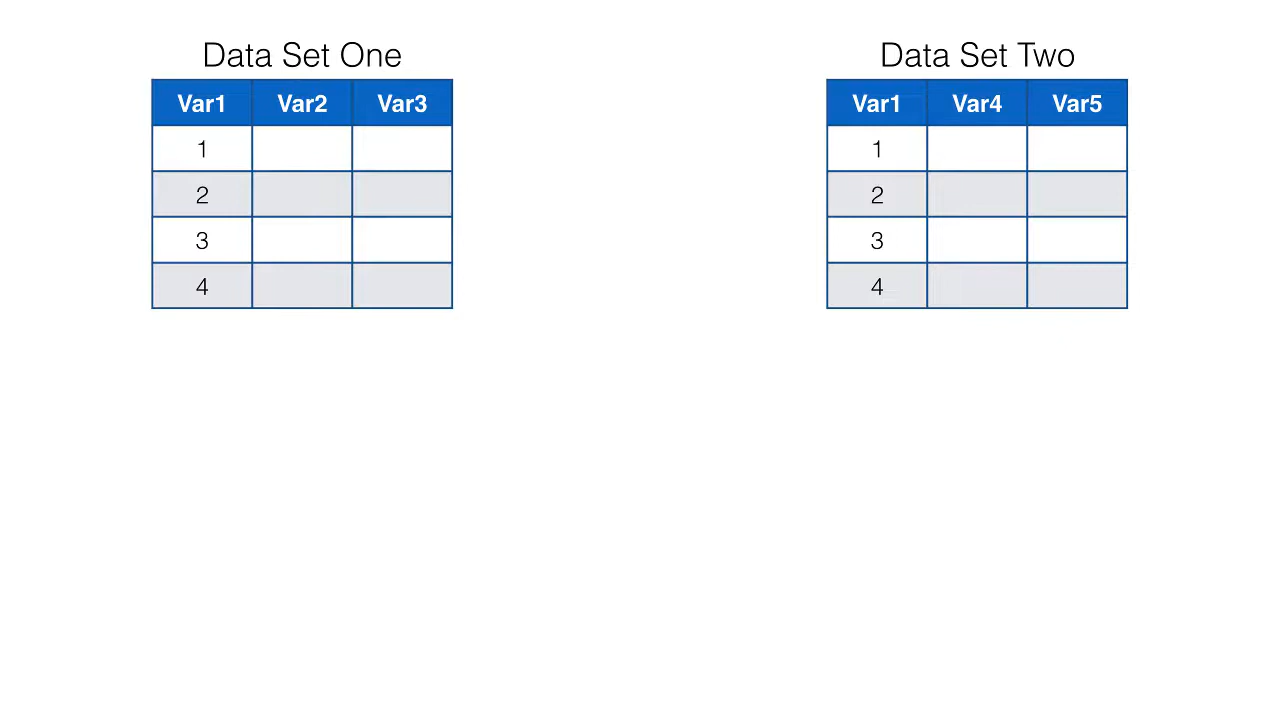 Data Set One
Var1 Var2 Var3
1
2
3
4
Data Set Two
Var1 Var4 Var5
1
2
3
4